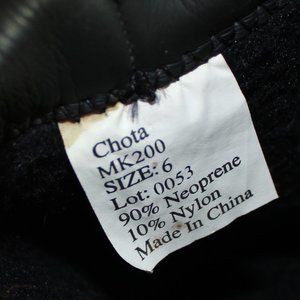 Chota
MK200
SIZE: 6
Lot: 0053
90% Neoprene
10% Nylon
Made In China